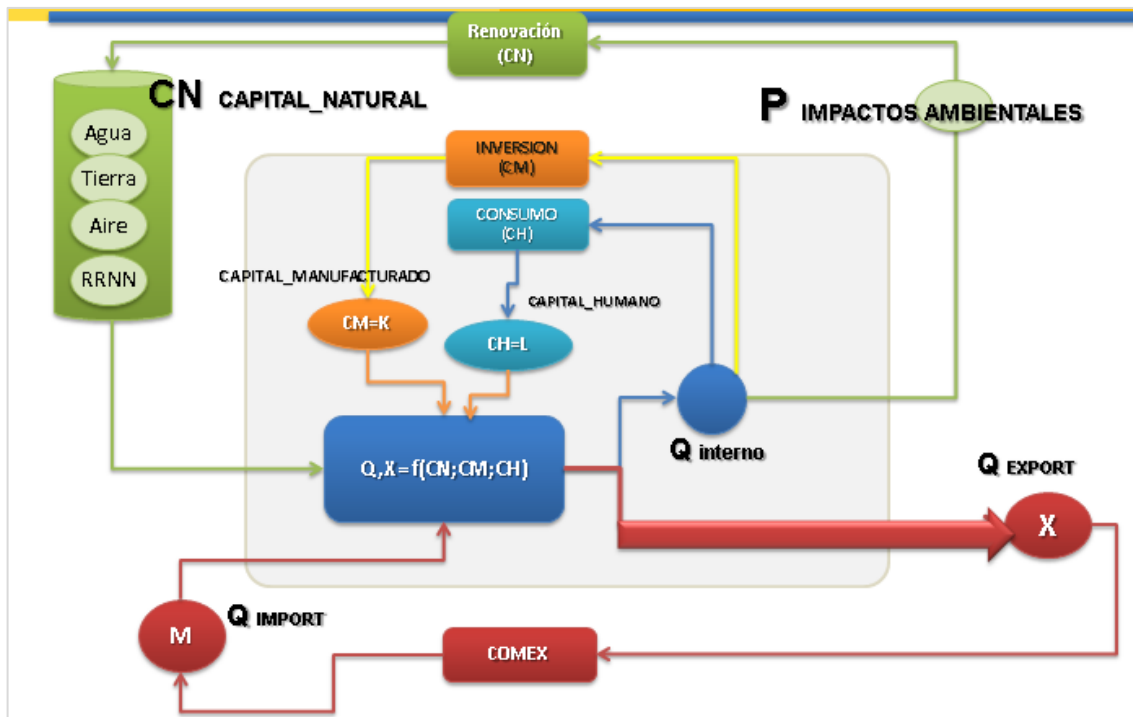 Renovación
(CN)
CN CAPITAL_NATURAL
P IMPACTOS AMBIENTALES
Agua
Tierra
Aire
RRNN
INVERSION
(CM)
CONSUMO
(CH)
CAPITAL_MANUFACTURADO
CAPITAL_HUMANO
CM=K
CH=L
Q interno
Q,X=f(CN;CM;CH)
Q EXPORT
X
Q IMPORT
M
COMEX